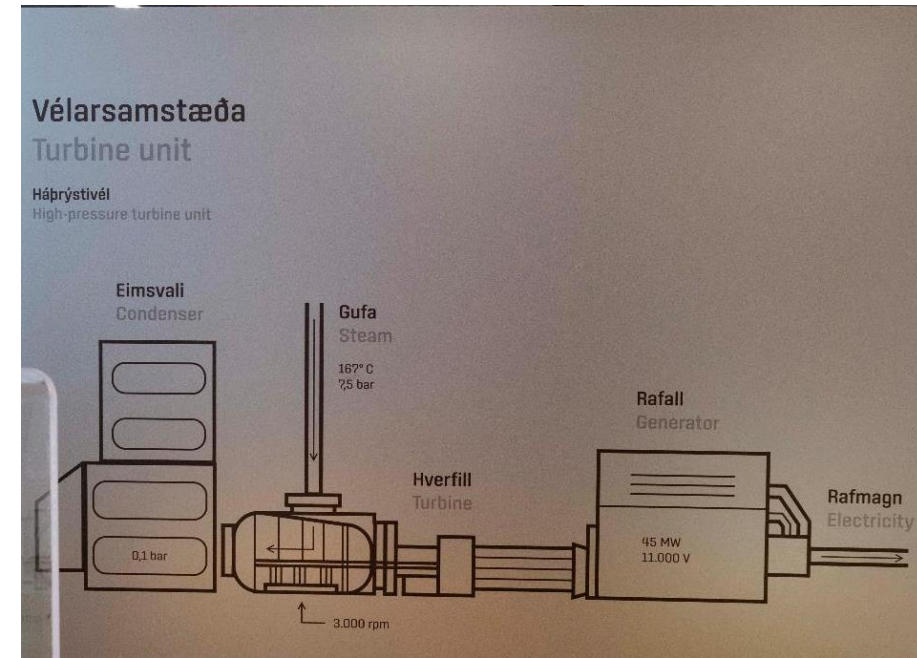 Vélarsamstæða
Turbine unit
Háþrýstivél
High-pressure turbine unit
Eimsvali
Condenser
Gufa
Steam
167° C
7,5 bar
Rafall
Generator
Hverfill
Turbine
Rafmagn
Electricity
45 MW
11.000 V
0,1 bar
3.000 rpm